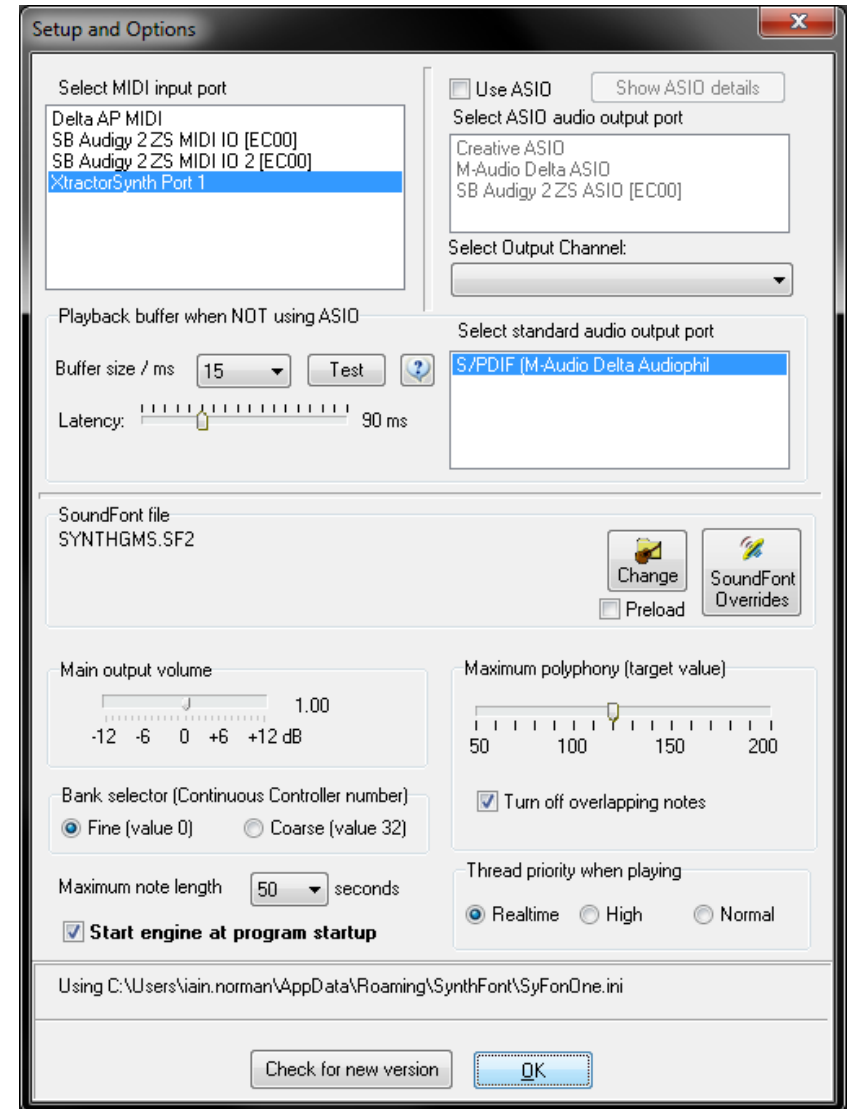 Setup and Options
Select MIDI input port
Delta AP MIDI
SB Audigy 2 ZS MIDI IO [EC00]
SB Audigy 2 ZS MIDI IO 2 [EC00]
XtractorSynth Port 1
Use ASIO
Show ASIO details
Select ASIO audio output port
Creative ASIO
M-Audio Delta ASIO
SB Audigy 2 ZS ASIO [EC00]
Select Output Channel:
Playback buffer when NOT using ASIO
Buffer size / ms
15
Test
?
Latency:
90 ms
Select standard audio output port
S/PDIF (M-Audio Delta Audiophil
SoundFont file
SYNTHGMS.SF2
Change
Preload
SoundFont
Overrides
Main output volume
1.00
-12 -6 0 +6 +12 dB
Maximum polyphony (target value)
50 100 150 200
Turn off overlapping notes
Bank selector (Continuous Controller number)
Fine (value 0) Coarse (value 32)
Maximum note length 50 seconds
Start engine at program startup
Thread priority when playing
Realtime High Normal
Using C:\Users\iain.norman\AppData\Roaming\SynthFont\SyFonOne.ini
Check for new version
OK